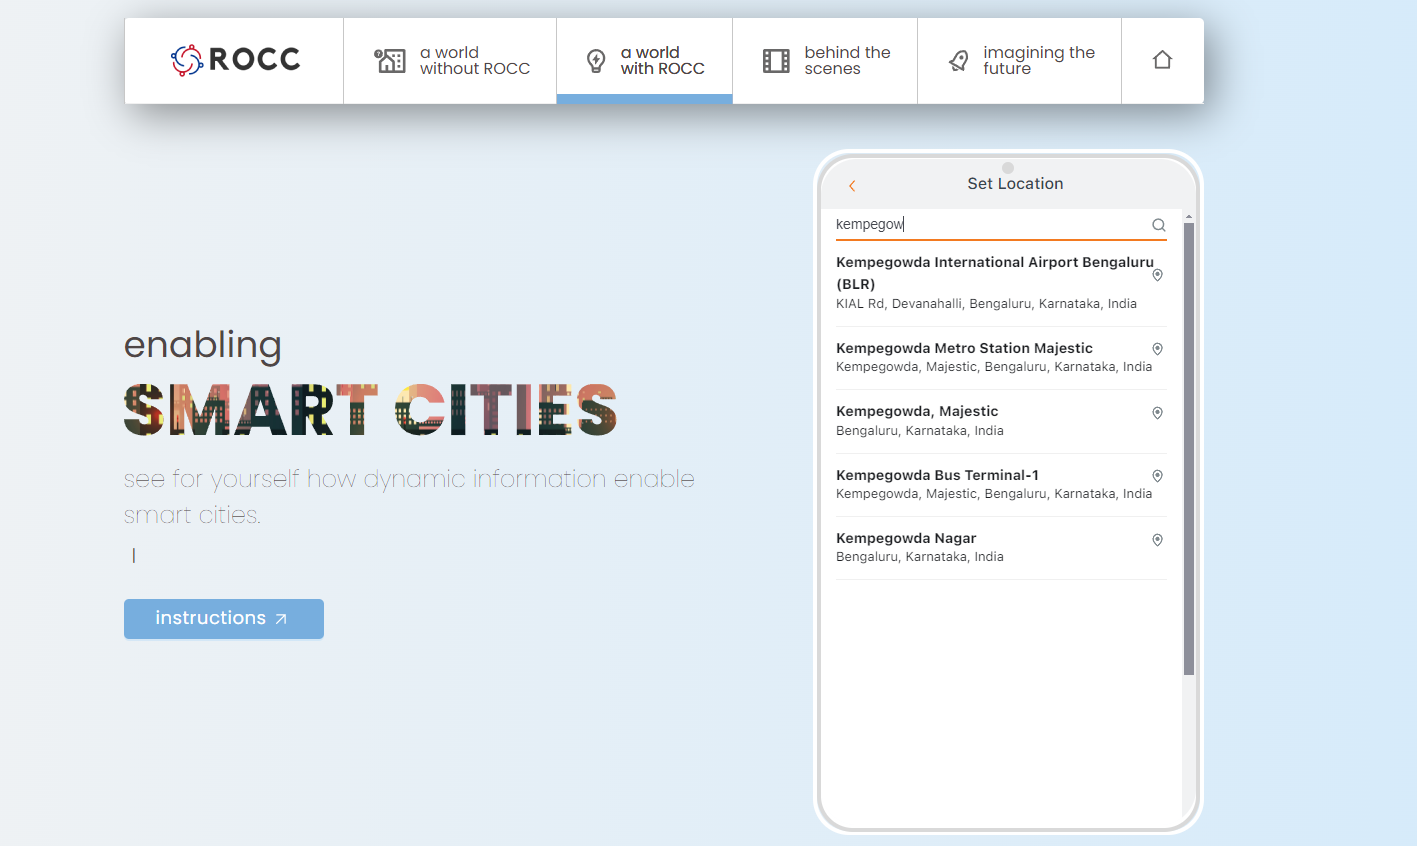 ROCC
a world
without ROCC
a world
with ROCC
behind the
scenes
imagining the
future
enabling
SMART CITIES
see for yourself how dynamic information enable
smart cities.
instructions
Set Location
kempegow
Kempegowda International Airport Bengaluru
(BLR)
KIAL Rd, Devanahalli, Bengaluru, Karnataka, India
Kempegowda Metro Station Majestic
Kempegowda, Majestic, Bengaluru, Karnataka, India
Kempegowda, Majestic
Bengaluru, Karnataka, India
Kempegowda Bus Terminal-1
Kempegowda, Majestic, Bengaluru, Karnataka, India
Kempegowda Nagar
Bengaluru, Karnataka, India